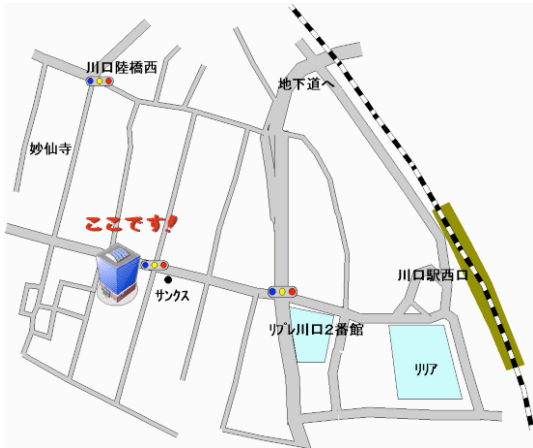 川口陸橋西
地下道へ
妙仙寺
ここです!
川口駅西口
サンクス
リプレ川口2番館
リリア